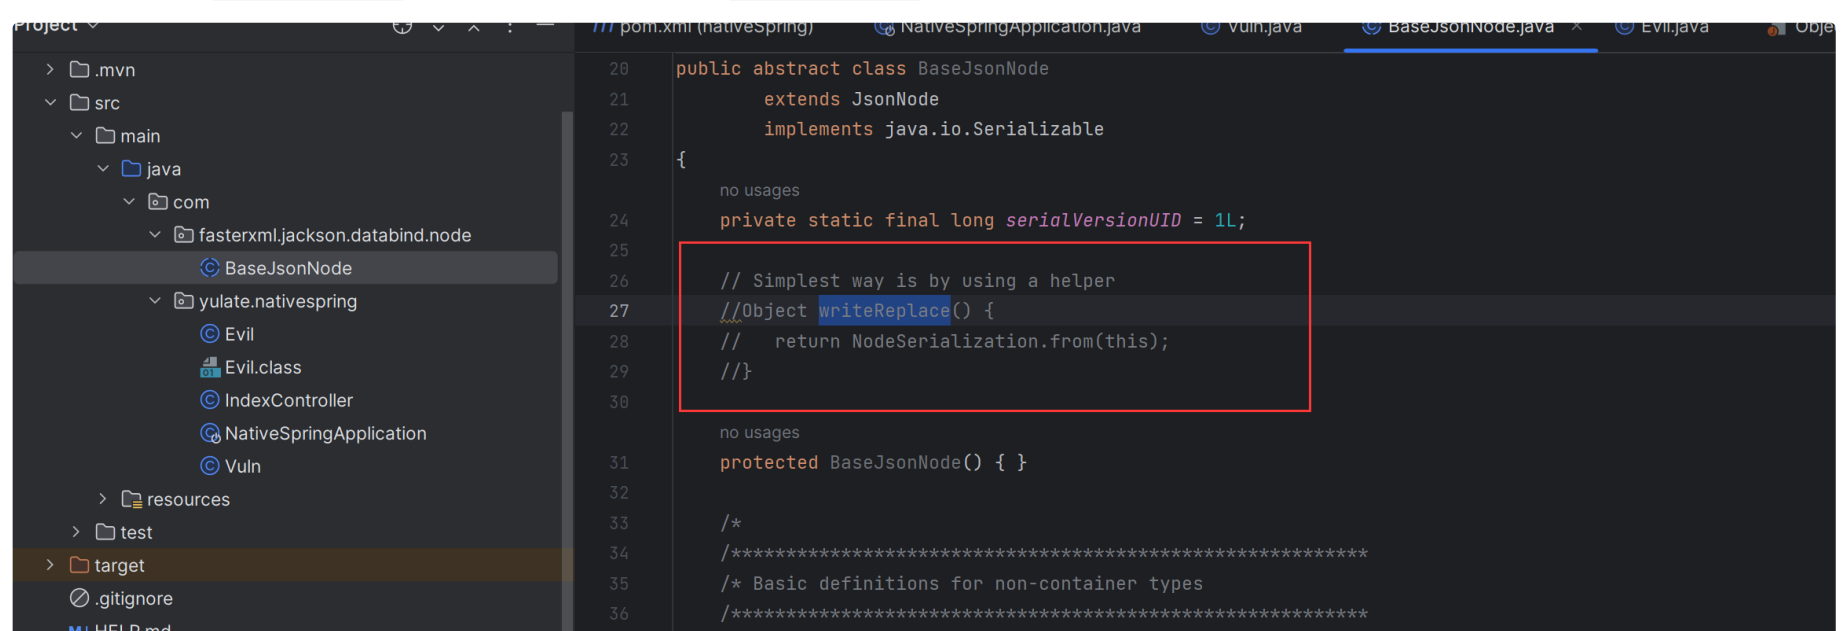 Project
pom.xml (nativeSpring)
NativeSpringApplication.java
Vuln.java
BaseJsonNode.java
Evil.java
Obje
.mvn
src
main
java
com
fasterxml.jackson.databind.node
BaseJsonNode
yulate.nativespring
Evil
Evil.class
IndexController
NativeSpringApplication
Vuln
resources
test
target
.gitignore
HELP.md
20 public abstract class BaseJsonNode
21 extends JsonNode
22 implements java.io.Serializable
23 {
no usages
24 private static final long serialVersionUID = 1L;
25
26 // Simplest way is by using a helper
27 //Object writeReplace() {
28 //   return NodeSerialization.from(this);
29 //}
30
no usages
31 protected BaseJsonNode() { }
32
33 /*
34 /**********************************************************
35 /* Basic definitions for non-container types
36 /**********************************************************